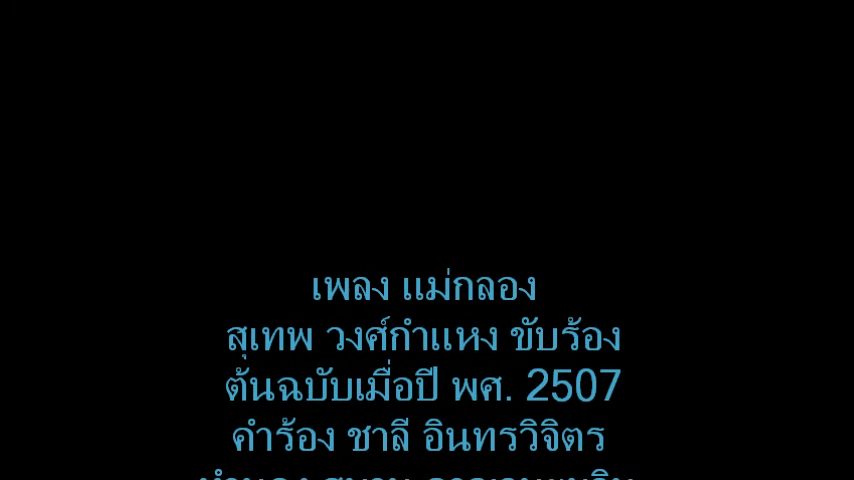 เพลง แม่กลอง
สุเทพ วงศ์กำแหง ขับร้อง
ต้นฉบับเมื่อปี พศ. 2507
คำร้อง ชาลี อินทรวิจิตร